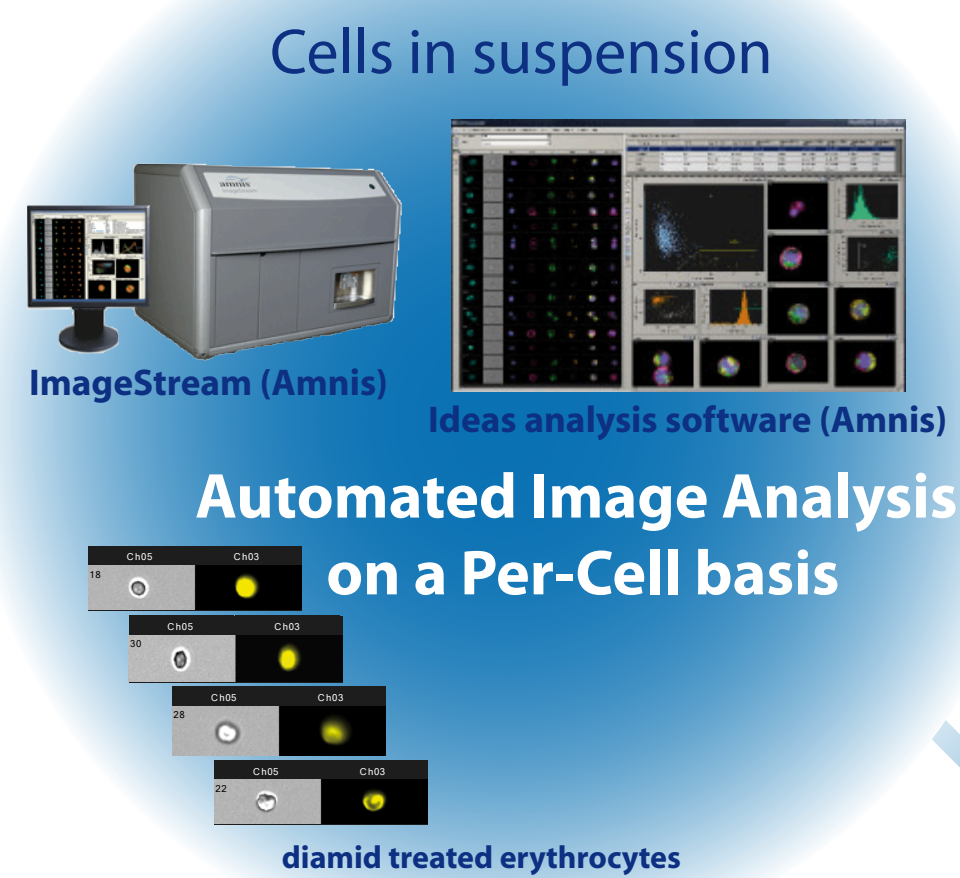 Cells in suspension
amnis
ImageStream
ImageStream (Amnis)
Ideas analysis software (Amnis)
Automated Image Analysis
on a Per-Cell basis
Ch05 Ch03
18
Ch05 Ch03
30
Ch05 Ch03
28
Ch05 Ch03
22
diamid treated erythrocytes